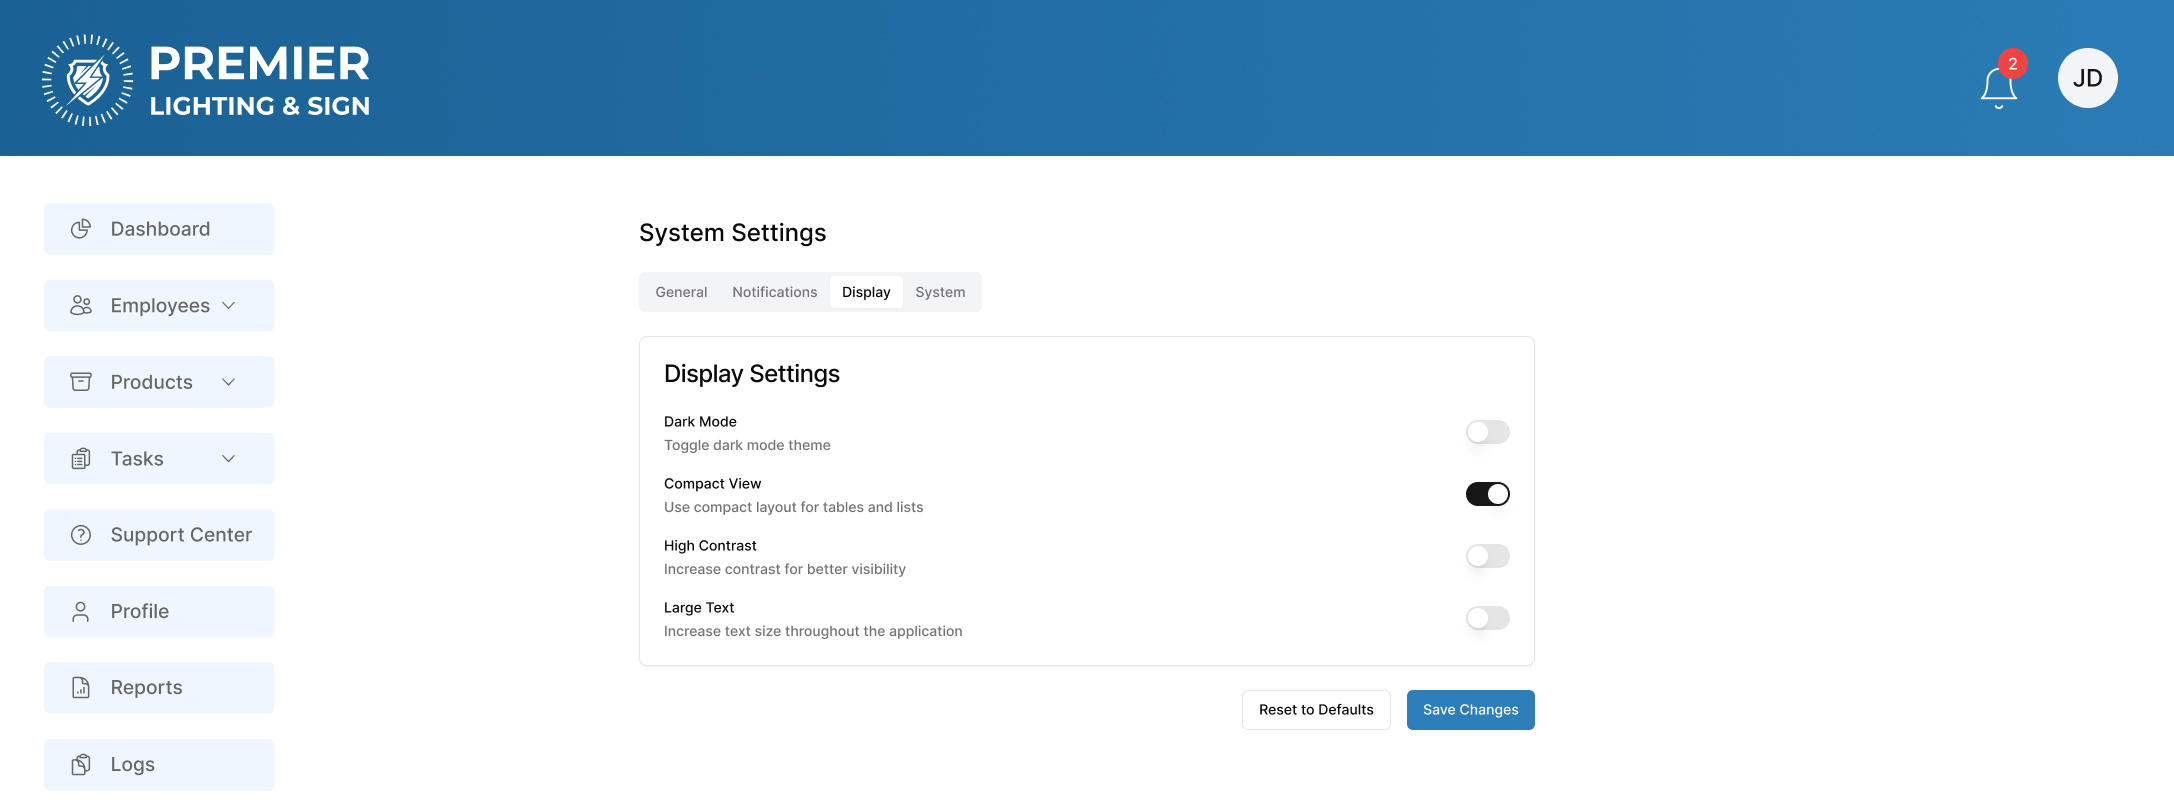 PREMIER
LIGHTING & SIGN
2
JD
Dashboard
Employees
Products
Tasks
Support Center
Profile
Reports
Logs
System Settings
General Notifications Display System
Display Settings
Dark Mode
Toggle dark mode theme
Compact View
Use compact layout for tables and lists
High Contrast
Increase contrast for better visibility
Large Text
Increase text size throughout the application
Reset to Defaults Save Changes